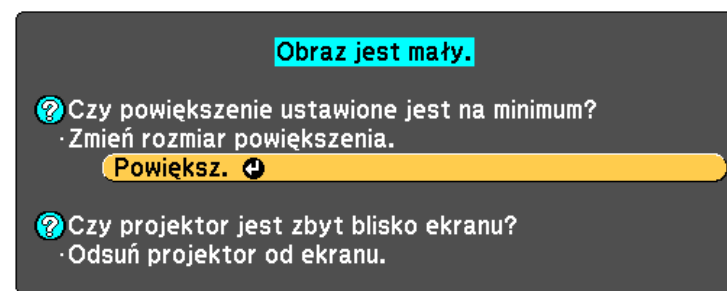 Obraz jest mały.
Czy powiększenie ustawione jest na minimum?
·Zmień rozmiar powiększenia.
Powiększ.
Czy projektor jest zbyt blisko ekranu?
·Odsuń projektor od ekranu.